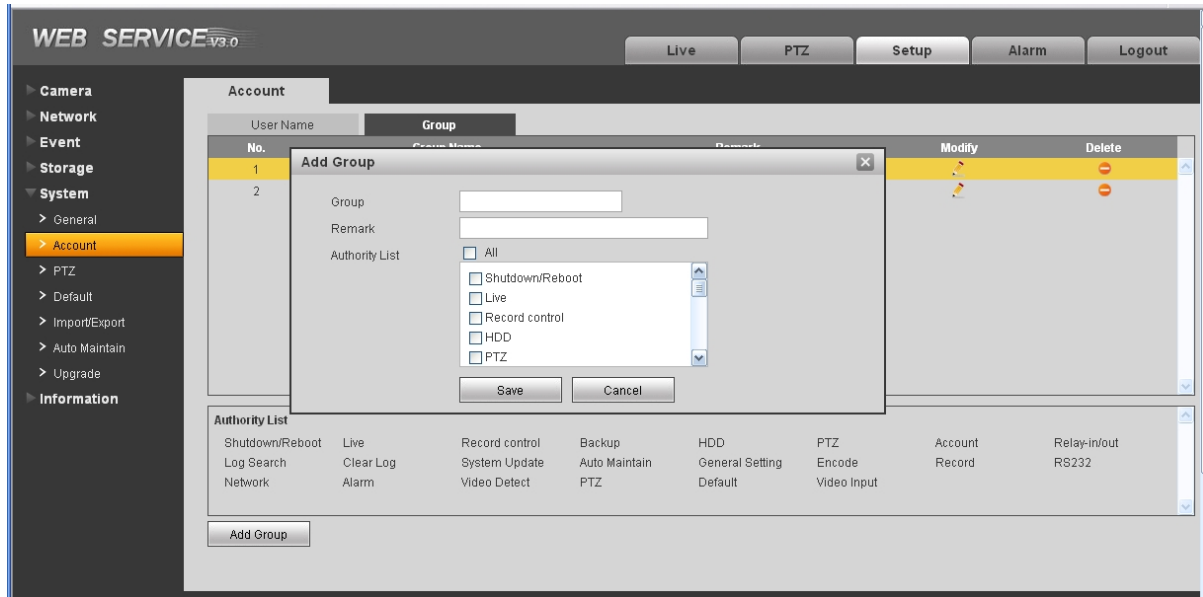 WEB SERVICE V3.0
Live PTZ Setup Alarm Logout
Camera
Network
Event
Storage
System
General
Account
PTZ
Default
Import/Export
Auto Maintain
Upgrade
Information
Account
User Name Group
No. Group Name Remark Modify Delete
1
2
Add Group
Group
Remark
Authority List All
Shutdown/Reboot
Live
Record control
HDD
PTZ
Save Cancel
Authority List
Shutdown/Reboot Live Record control Backup HDD PTZ Account Relay-in/out
Log Search Clear Log System Update Auto Maintain General Setting Encode Record RS232
Network Alarm Video Detect PTZ Default Video Input
Add Group